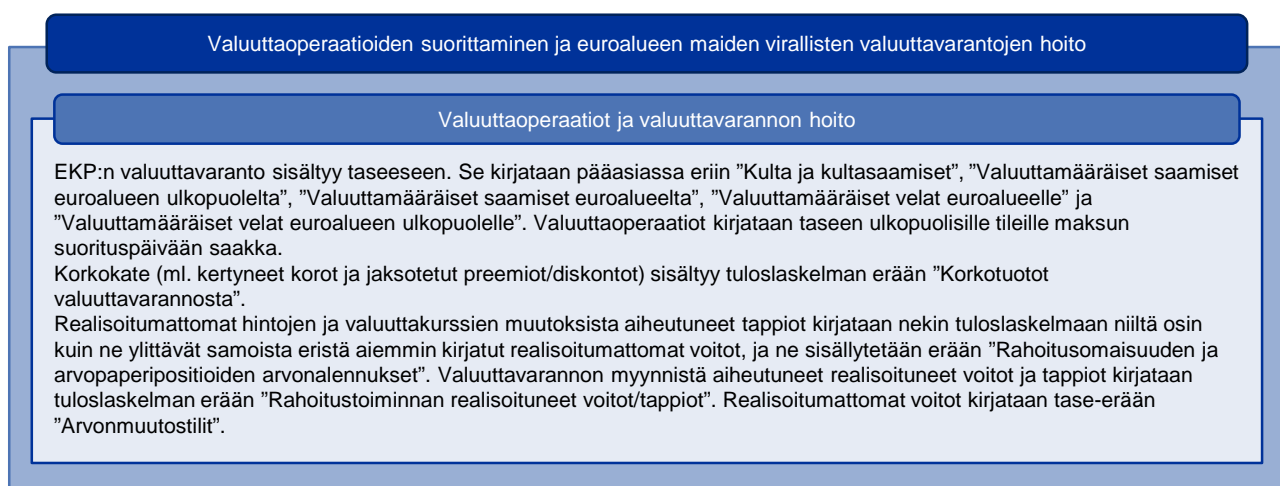 Valuuttaoperaatioiden suorittaminen ja euroalueen maiden virallisten valuuttavarantojen hoito
Valuuttaoperaatiot ja valuuttavarannon hoito
EKP:n valuuttavaranto sisältyy taseeseen. Se kirjataan pääasiassa eriin ”Kulta ja kultasaamiset”, ”Valuuttamääräiset saamiset
euroalueen ulkopuolelta”, ”Valuuttamääräiset saamiset euroalueelta”, ”Valuuttamääräiset velat euroalueelle” ja
”Valuuttamääräiset velat euroalueen ulkopuolelle”. Valuuttaoperaatiot kirjataan taseen ulkopuolisille tileille maksun
suorituspäivään saakka.
Korkokate (ml. kertyneet korot ja jaksotetut preemiot/diskontot) sisältyy tuloslaskelman erään ”Korkotuotot
valuuttavarannosta”.
Realisoitumattomat hintojen ja valuuttakurssien muutoksista aiheutuneet tappiot kirjataan nekin tuloslaskelmaan niiltä osin
kuin ne ylittävät samoista eristä aiemmin kirjatut realisoitumattomat voitot, ja ne sisällytetään erään ”Rahoitusomaisuuden ja
arvopaperipositioiden arvonalennukset”. Valuuttavarannon myynnistä aiheutuneet realisoituneet voitot ja tappiot kirjataan
tuloslaskelman erään ”Rahoitustoiminnan realisoituneet voitot/tappiot”. Realisoitumattomat voitot kirjataan tase-erään
”Arvonmuutostilit”.